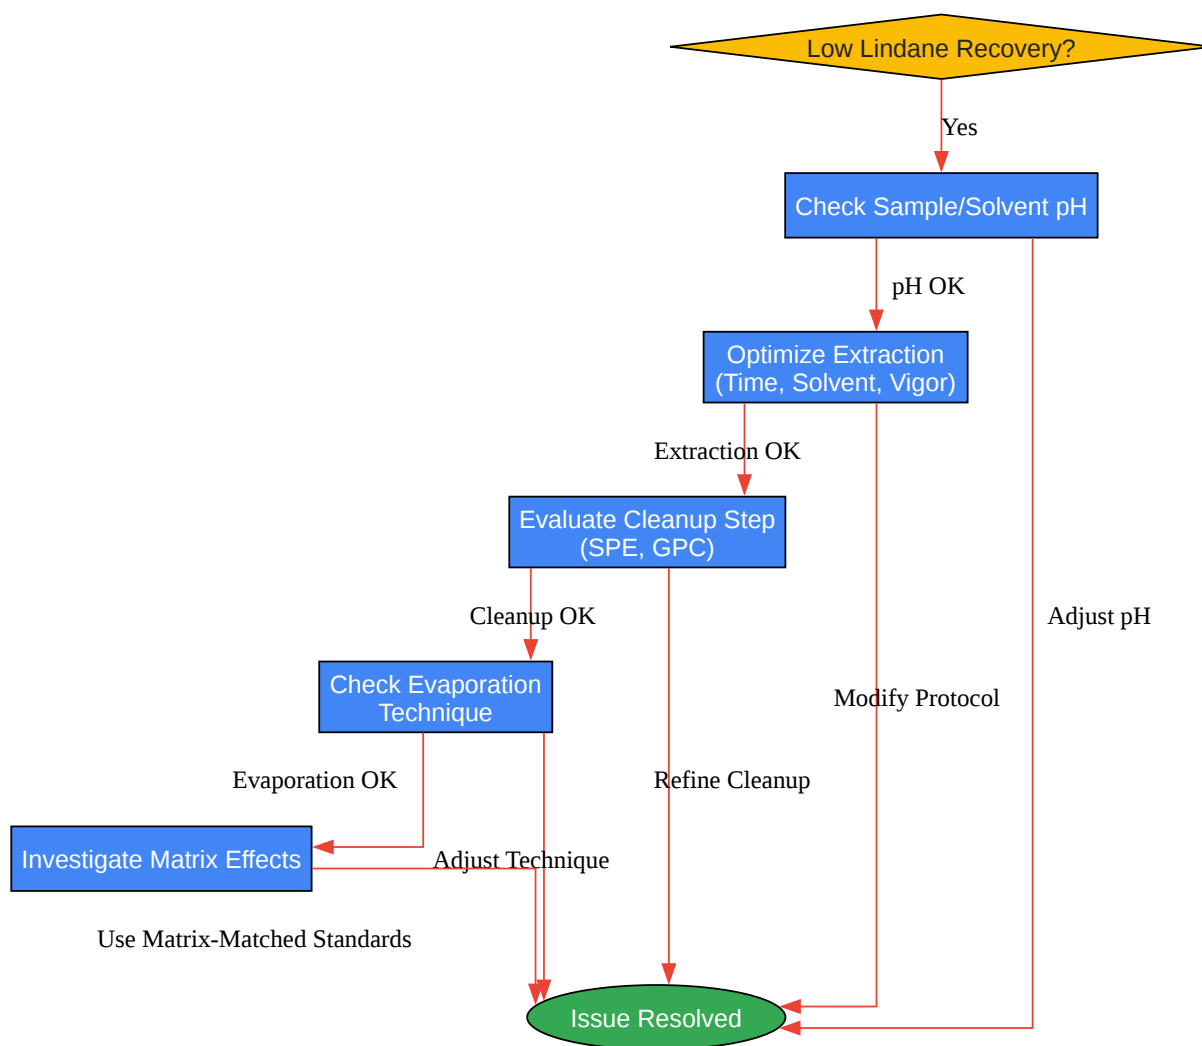 Low Lindane Recovery?
Yes
Check Sample/Solvent pH
pH OK
Optimize Extraction
(Time, Solvent, Vigor)
Extraction OK
Evaluate Cleanup Step
(SPE, GPC)
Cleanup OK
Adjust pH
Check Evaporation
Technique
Modify Protocol
Evaporation OK
Refine Cleanup
Investigate Matrix Effects
Adjust Technique
Use Matrix-Matched Standards
Issue Resolved